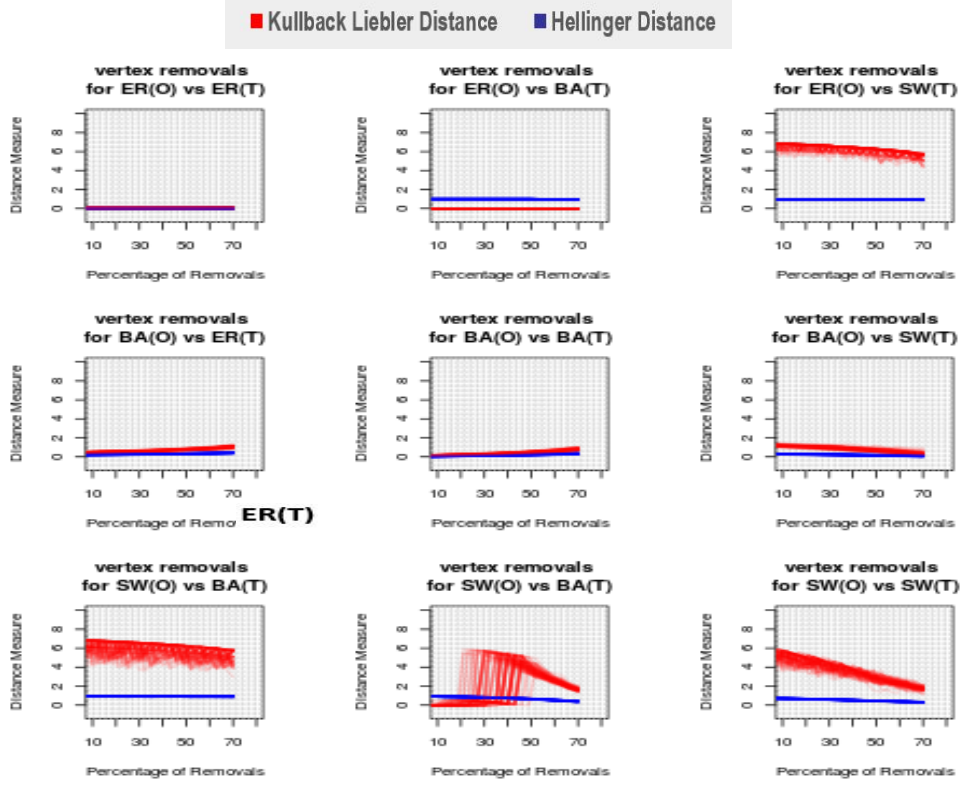 Kullback Liebler Distance Hellinger Distance
vertex removals
for ER(O) vs ER(T)
Distance Measure
0 2 4 6 8
10 30 50 70
Percentage of Removals
vertex removals
for ER(O) vs BA(T)
Distance Measure
0 2 4 6 8
10 30 50 70
Percentage of Removals
vertex removals
for ER(O) vs SW(T)
Distance Measure
0 2 4 6 8
10 30 50 70
Percentage of Removals
vertex removals
for BA(O) vs ER(T)
Distance Measure
0 2 4 6 8
10 30 50 70
Percentage of Remo
ER(T)
vertex removals
for BA(O) vs BA(T)
Distance Measure
0 2 4 6 8
10 30 50 70
Percentage of Removals
vertex removals
for BA(O) vs SW(T)
Distance Measure
0 2 4 6 8
10 30 50 70
Percentage of Removals
vertex removals
for SW(O) vs BA(T)
Distance Measure
0 2 4 6 8
10 30 50 70
Percentage of Removals
vertex removals
for SW(O) vs BA(T)
Distance Measure
0 2 4 6 8
10 30 50 70
Percentage of Removals
vertex removals
for SW(O) vs SW(T)
Distance Measure
0 2 4 6 8
10 30 50 70
Percentage of Removals